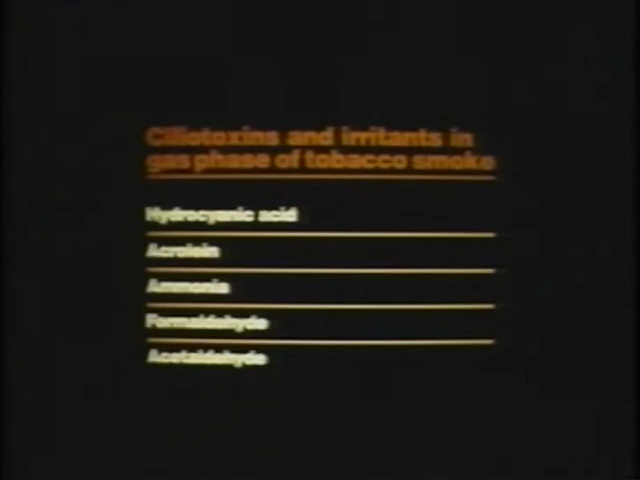 Ciliotoxins and irritants in
gas phase of tobacco smoke
Hydrocyanic acid
Acrolein
Ammonia
Formaldehyde
Acetaldehyde